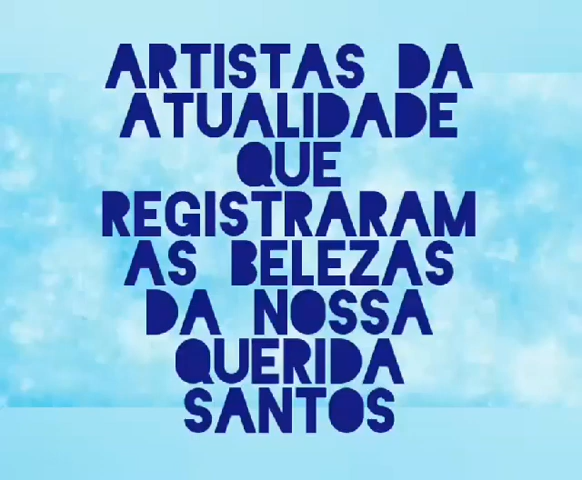 ARTISTAS DA
ATUALIDADE
QUE
REGISTRARAM
AS BELEZAS
DA NOSSA
QUERIDA
SANTOS